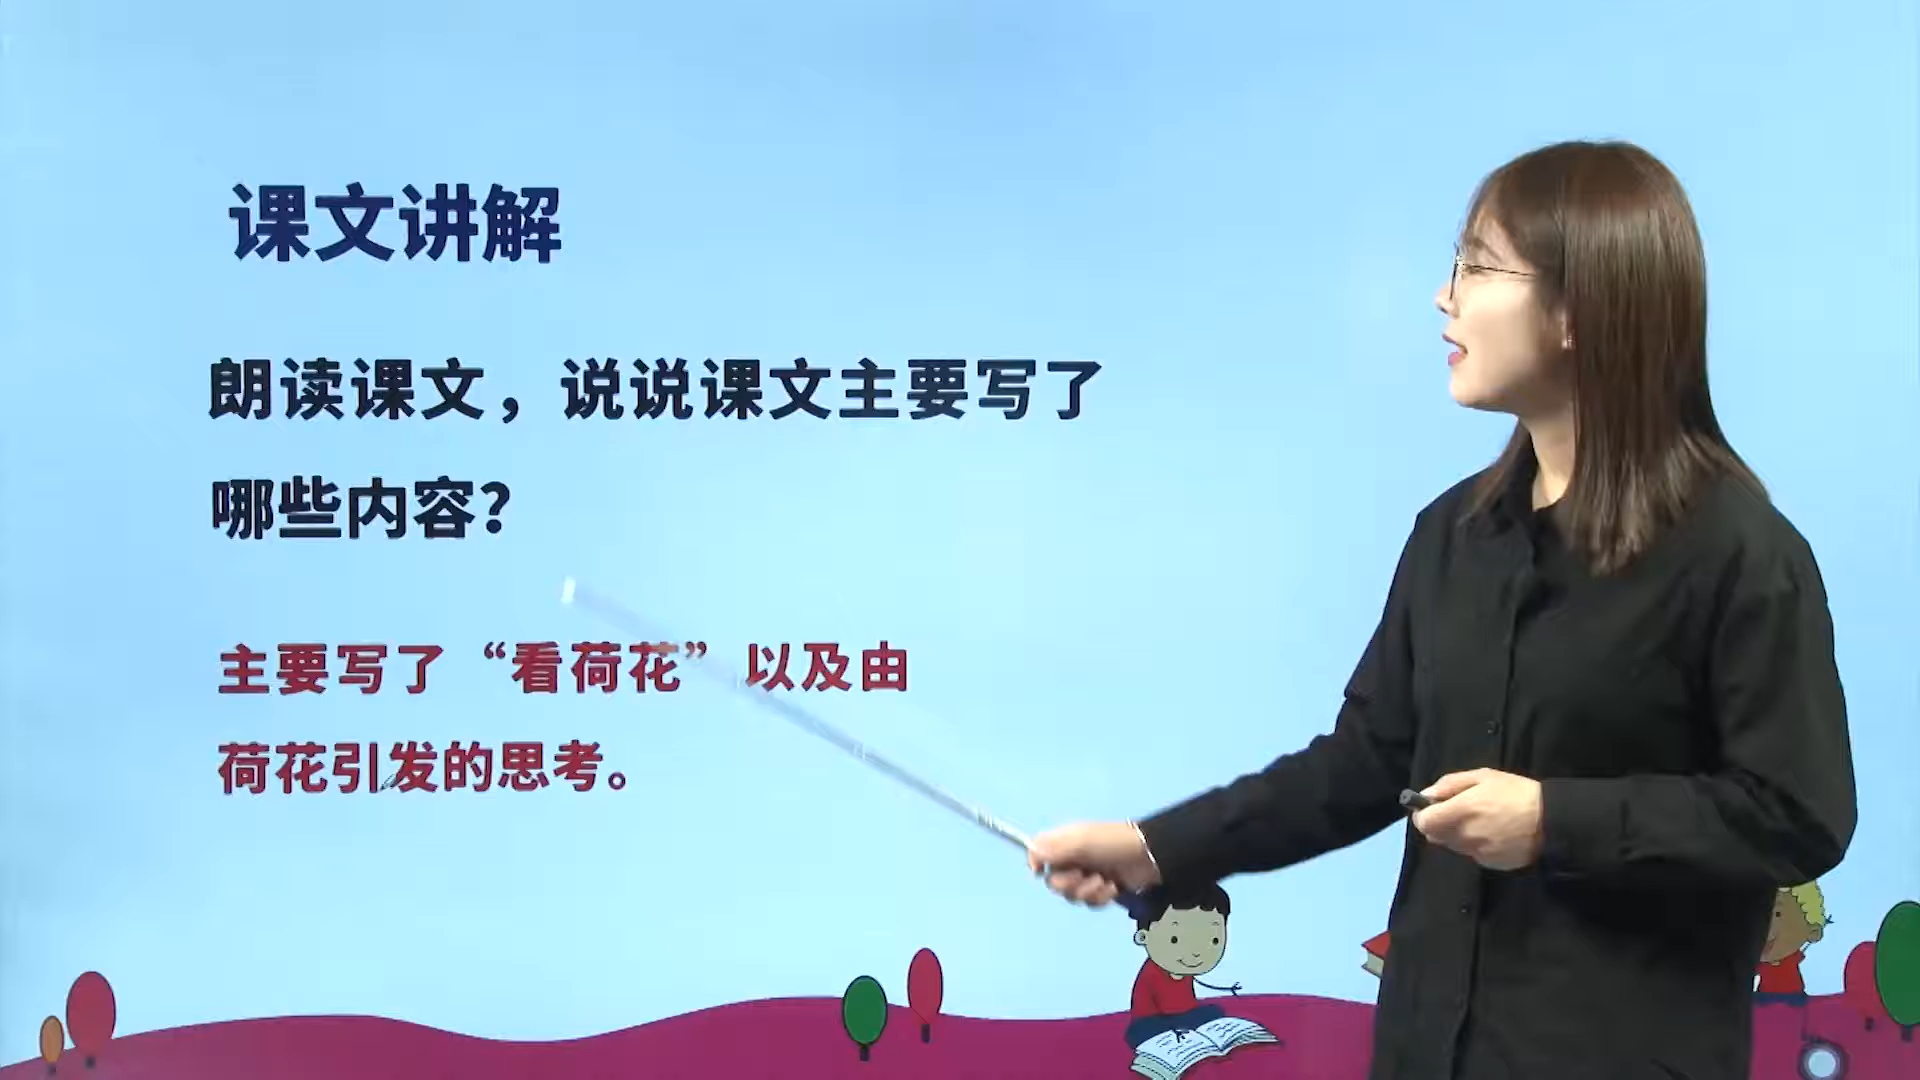 课文讲解
朗读课文，说说课文主要写了
哪些内容？
主要写了“看荷花”以及由
荷花引发的思考。